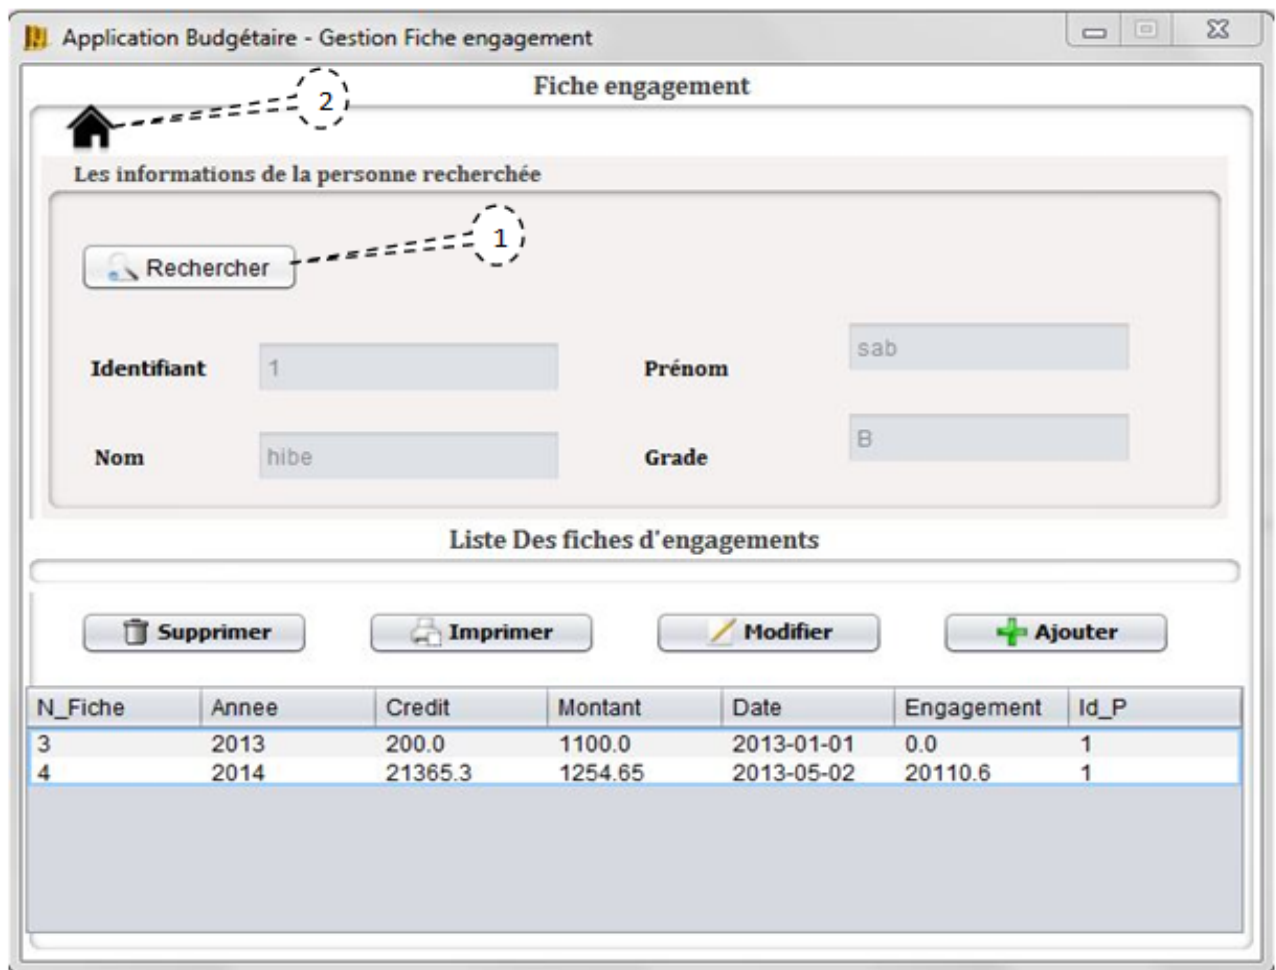 Application Budgétaire - Gestion Fiche engagement
Fiche engagement
2
Les informations de la personne recherchée
1
Rechercher
Identifiant 1 Prénom sab
Nom hibe Grade B
Liste Des fiches d'engagements
Supprimer Imprimer Modifier Ajouter
N_Fiche Annee Credit Montant Date Engagement Id_P
3 2013 200.0 1100.0 2013-01-01 0.0 1
4 2014 21365.3 1254.65 2013-05-02 20110.6 1